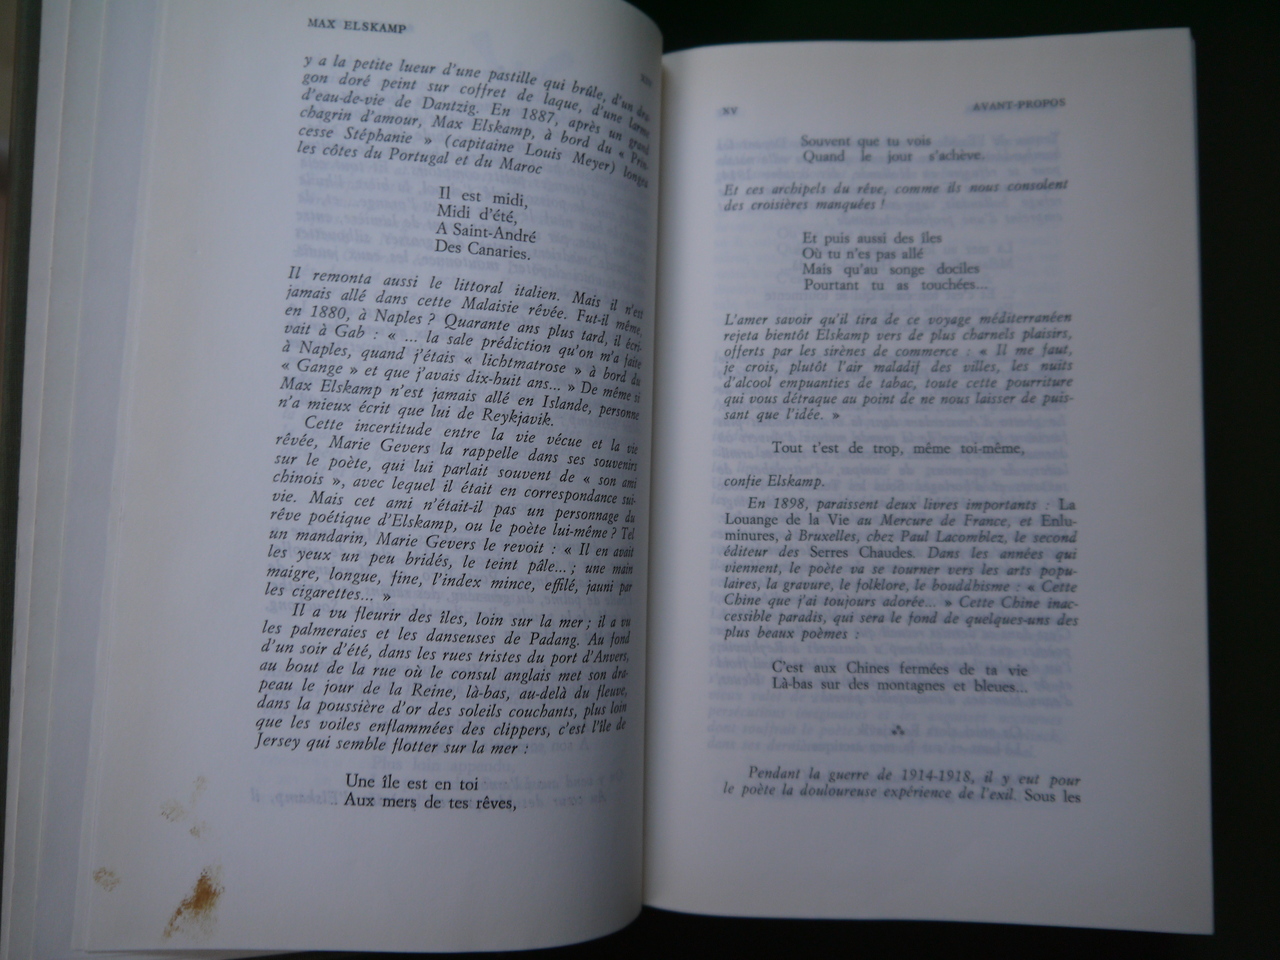 MAX ELSKAMP
y a la petite lueur d'une pastille qui brûle, d'un dra-
gon doré peint sur coffret de laque, d'une larme
d'eau-de-vie de Dantzig. En 1887, après un grand
chagrin d'amour, Max Elskamp, à bord du « Prin-
cesse Stéphanie » (capitaine Louis Meyer) longea
les côtes du Portugal et du Maroc
Il est midi,
Midi d'été,
A Saint-André
Des Canaries.
Il remonta aussi le littoral italien. Mais il n'est
jamais allé dans cette Malaisie rêvée. Fut-il même,
en 1880, à Naples ? Quarante ans plus tard, il écri-
vait à Gab : « ... la sale prédiction qu'on m'a faite
à Naples, quand j'étais « lichtmatrose » à bord du
« Gange » et que j'avais dix-huit ans... » De même si
Max Elskamp n'est jamais allé en Islande, personne
n'a mieux écrit que lui de Reykjavik.
Cette incertitude entre la vie vécue et la vie
rêvée, Marie Gevers la rappelle dans ses souvenirs
sur le poète, qui lui parlait souvent de « son ami
chinois », avec lequel il était en correspondance sui-
vie. Mais cet ami n'était-il pas un personnage du
rêve poétique d'Elskamp, ou le poète lui-même ? Tel
un mandarin, Marie Gevers le revoit : « Il en avait
les yeux un peu bridés, le teint pâle... ; une main
maigre, longue, fine, l'index mince, effilé, jauni par
les cigarettes... »
Il a vu fleurir des îles, loin sur la mer ; il a vu
les palmeraies et les danseuses de Padang. Au fond
d'un soir d'été, dans les rues tristes du port d'Anvers,
au bout de la rue où le consul anglais met son dra-
peau le jour de la Reine, là-bas, au-delà du fleuve,
dans la poussière d'or des soleils couchants, plus loin
que les voiles enflammées des clippers, c'est l'île de
Jersey qui semble flotter sur la mer :
Une île est en toi
Aux mers de tes rêves,
XV
AVANT-PROPOS
Souvent que tu vois
Quand le jour s'achève.
Et ces archipels du rêve, comme ils nous consolent
des croisières manquées !
Et puis aussi des îles
Où tu n'es pas allé
Mais qu'au songe dociles
Pourtant tu as touchées...
L'amer savoir qu'il tira de ce voyage méditerranéen
rejeta bientôt Elskamp vers de plus charnels plaisirs,
offerts par les sirènes de commerce : « Il me faut,
je crois, plutôt l'air maladif des villes, les nuits
d'alcool empuanties de tabac, toute cette pourriture
qui vous détraque au point de ne nous laisser de puis-
sant que l'idée. »
Tout t'est de trop, même toi-même,
confie Elskamp.
En 1898, paraissent deux livres importants : La
Louange de la Vie au Mercure de France, et Enlu-
minures, à Bruxelles, chez Paul Lacomblez, le second
éditeur des Serres Chaudes. Dans les années qui
viennent, le poète va se tourner vers les arts popu-
laires, la gravure, le folklore, le bouddhisme : « Cette
Chine que j'ai toujours adorée... » Cette Chine inac-
cessible paradis, qui sera le fond de quelques-uns des
plus beaux poèmes :
C'est aux Chines fermées de ta vie
Là-bas sur des montagnes et bleues...
Pendant la guerre de 1914-1918, il y eut pour
le poète la douloureuse expérience de l'exil. Sous les